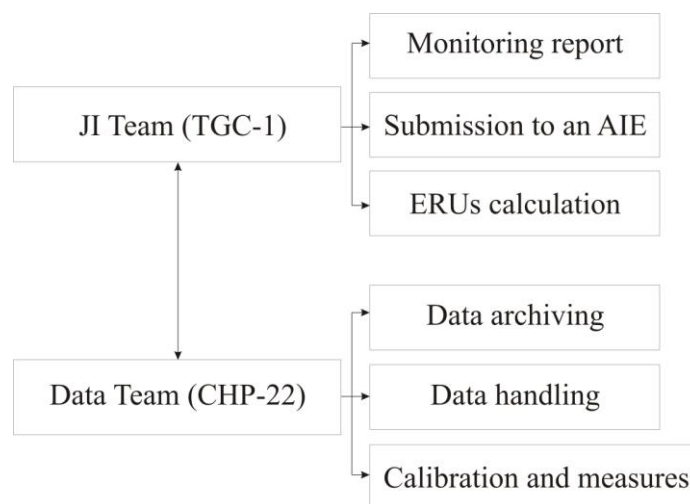 Monitoring report
JI Team (TGC-1)
Submission to an AIE
ERUs calculation
Data archiving
Data Team (CHP-22)
Data handling
Calibration and measures